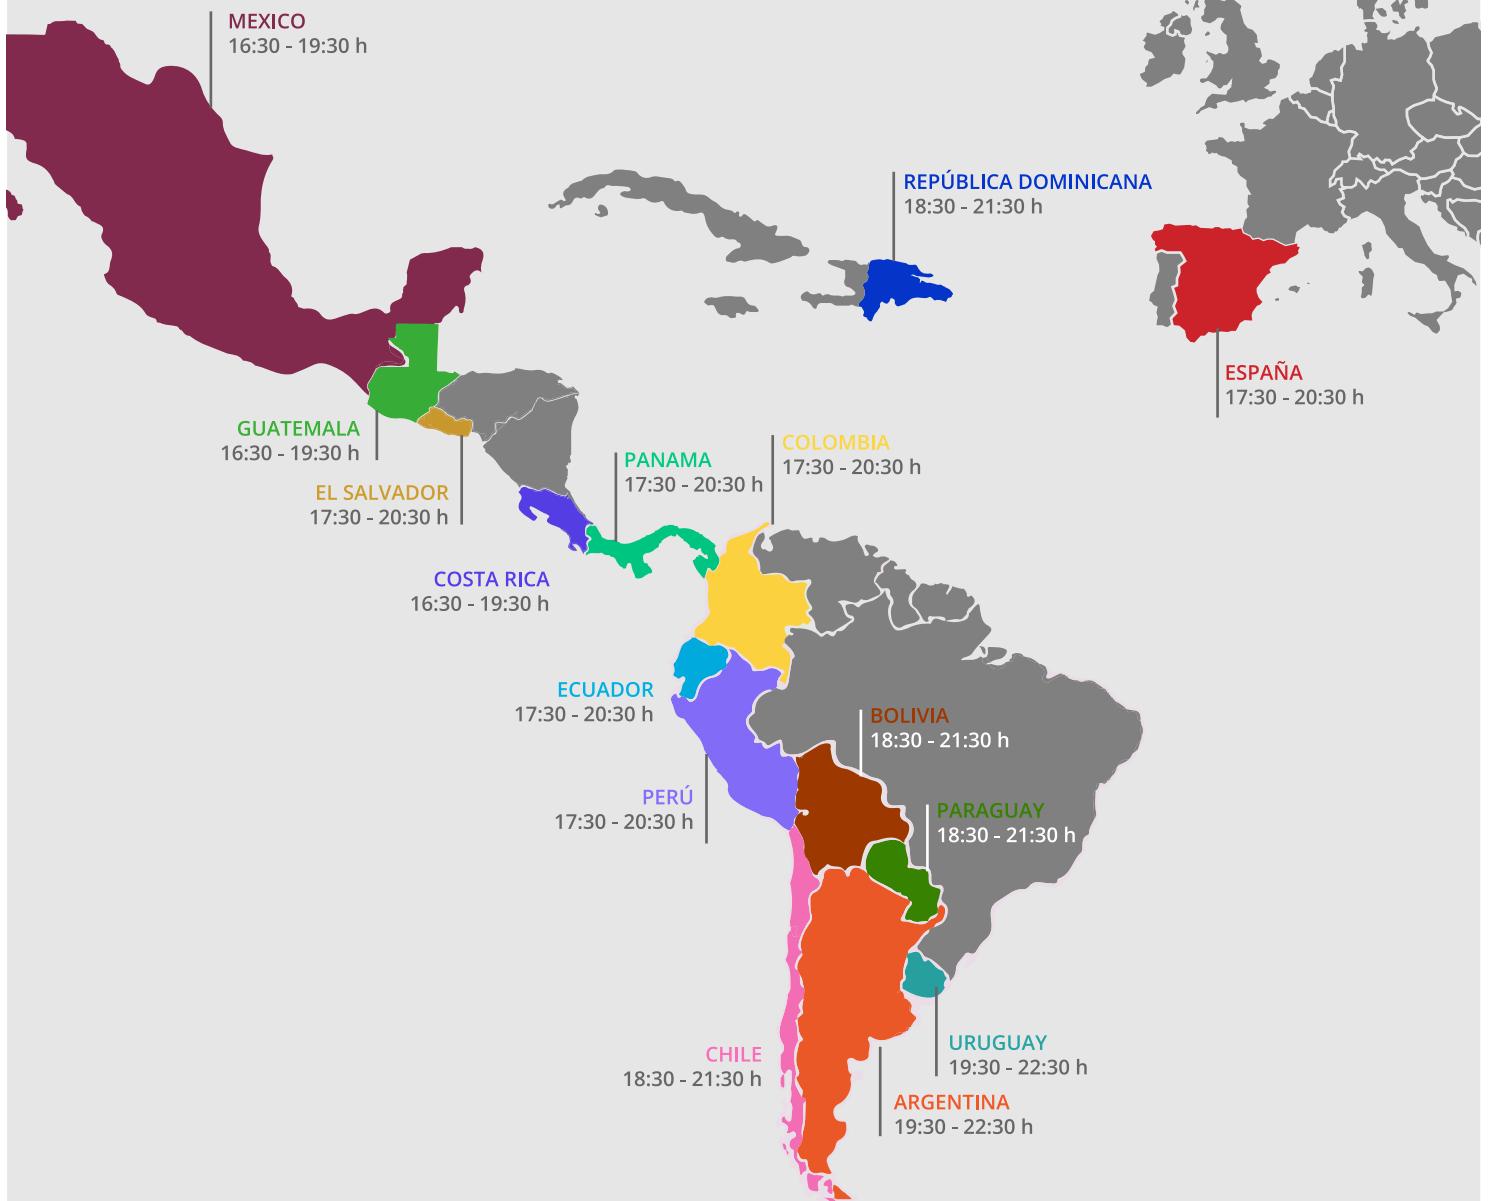 MEXICO
16:30 - 19:30 h
REPÚBLICA DOMINICANA
18:30 - 21:30 h
ESPAÑA
17:30 - 20:30 h
GUATEMALA
16:30 - 19:30 h
COLOMBIA
17:30 - 20:30 h
PANAMA
17:30 - 20:30 h
EL SALVADOR
17:30 - 20:30 h
COSTA RICA
16:30 - 19:30 h
ECUADOR
17:30 - 20:30 h
BOLIVIA
18:30 - 21:30 h
PERÚ
17:30 - 20:30 h
PARAGUAY
18:30 - 21:30 h
URUGUAY
19:30 - 22:30 h
CHILE
18:30 - 21:30 h
ARGENTINA
19:30 - 22:30 h